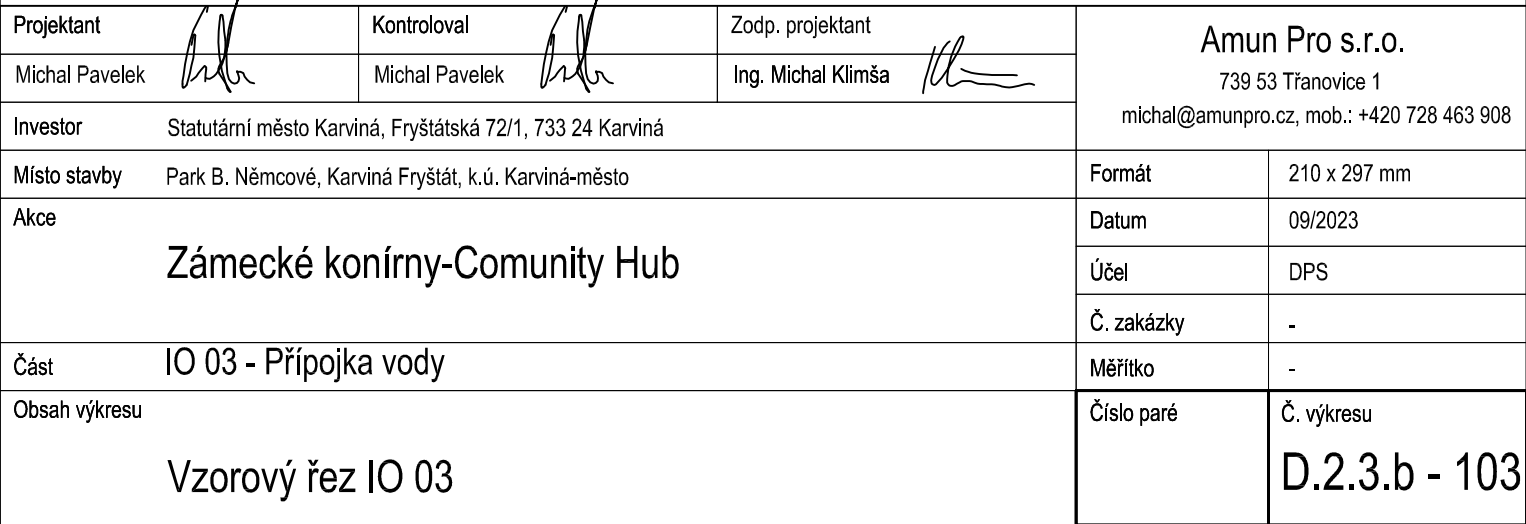 Projektant
Kontroloval
Zodp. projektant
Michal Pavelek
Michal Pavelek
Ing. Michal Klimša
Amun Pro s.r.o.
739 53 Třanovice 1
michal@amunpro.cz, mob.: +420 728 463 908
Investor Statutární město Karviná, Fryštátská 72/1, 733 24 Karviná
Místo stavby Park B. Němcové, Karviná Fryštát, k.ú. Karviná-město
Formát 210 x 297 mm
Akce
Zámecké konírny-Comunity Hub
Datum 09/2023
Účel DPS
Č. zakázky -
Část IO 03 - Přípojka vody
Měřítko -
Obsah výkresu
Vzorový řez IO 03
Číslo paré
Č. výkresu
D.2.3.b - 103